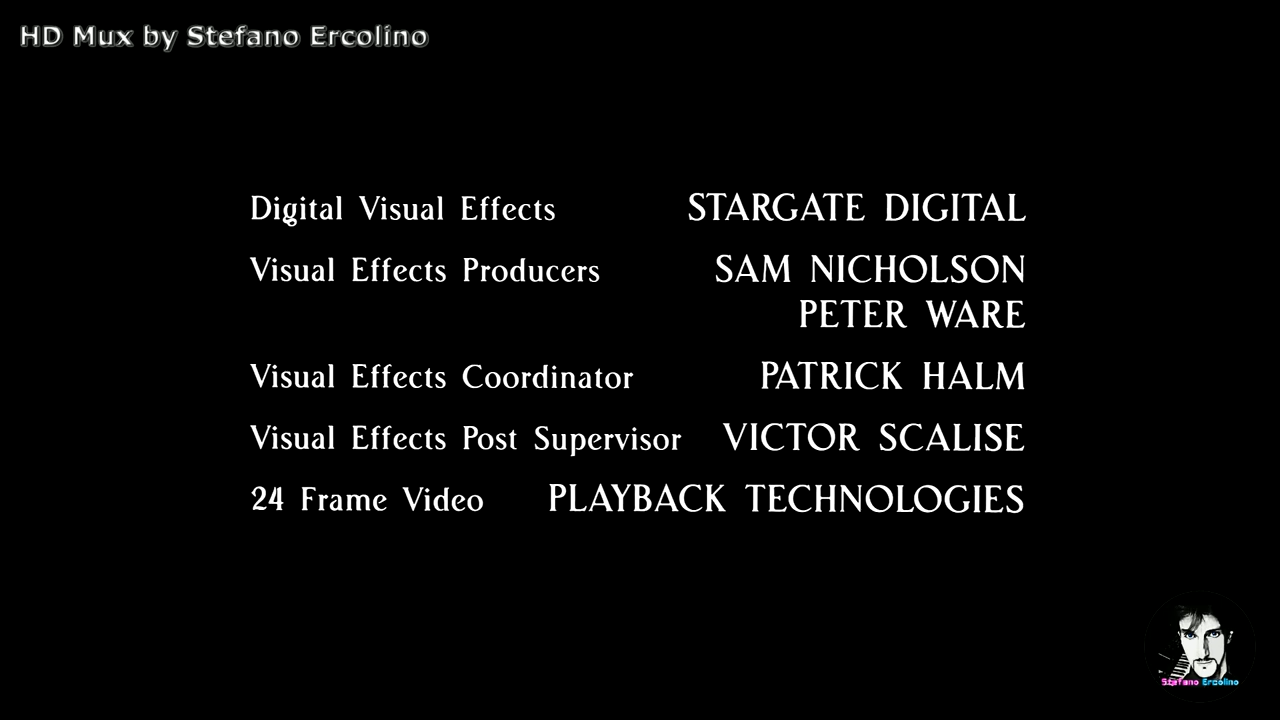 HD Mux by Stefano Ercolino
Digital Visual Effects STARGATE DIGITAL
Visual Effects Producers SAM NICHOLSON
PETER WARE
Visual Effects Coordinator PATRICK HALM
Visual Effects Post Supervisor VICTOR SCALISE
24 Frame Video PLAYBACK TECHNOLOGIES
Stefano Ercolino